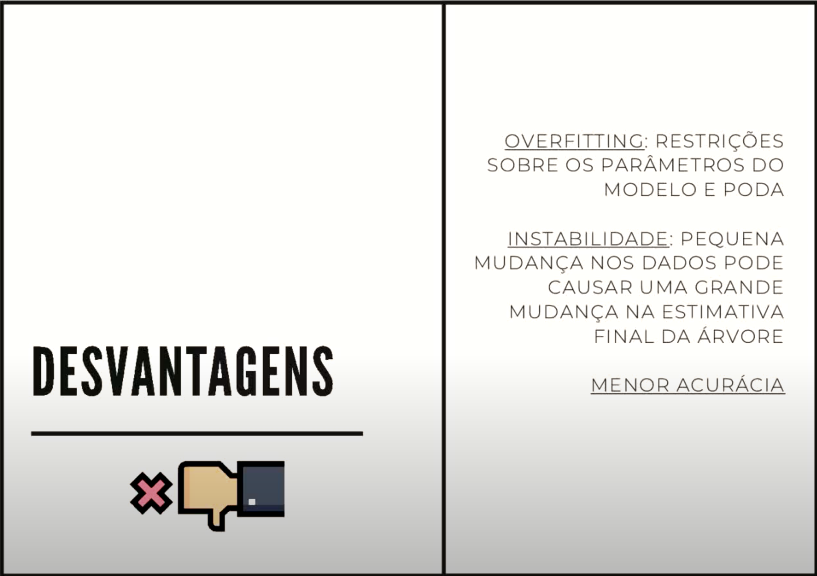 DESVANTAGENS
OVERFITTING: RESTRIÇÕES
SOBRE OS PARÂMETROS DO
MODELO E PODA
INSTABILIDADE: PEQUENA
MUDANÇA NOS DADOS PODE
CAUSAR UMA GRANDE
MUDANÇA NA ESTIMATIVA
FINAL DA ÁRVORE
MENOR ACURÁCIA